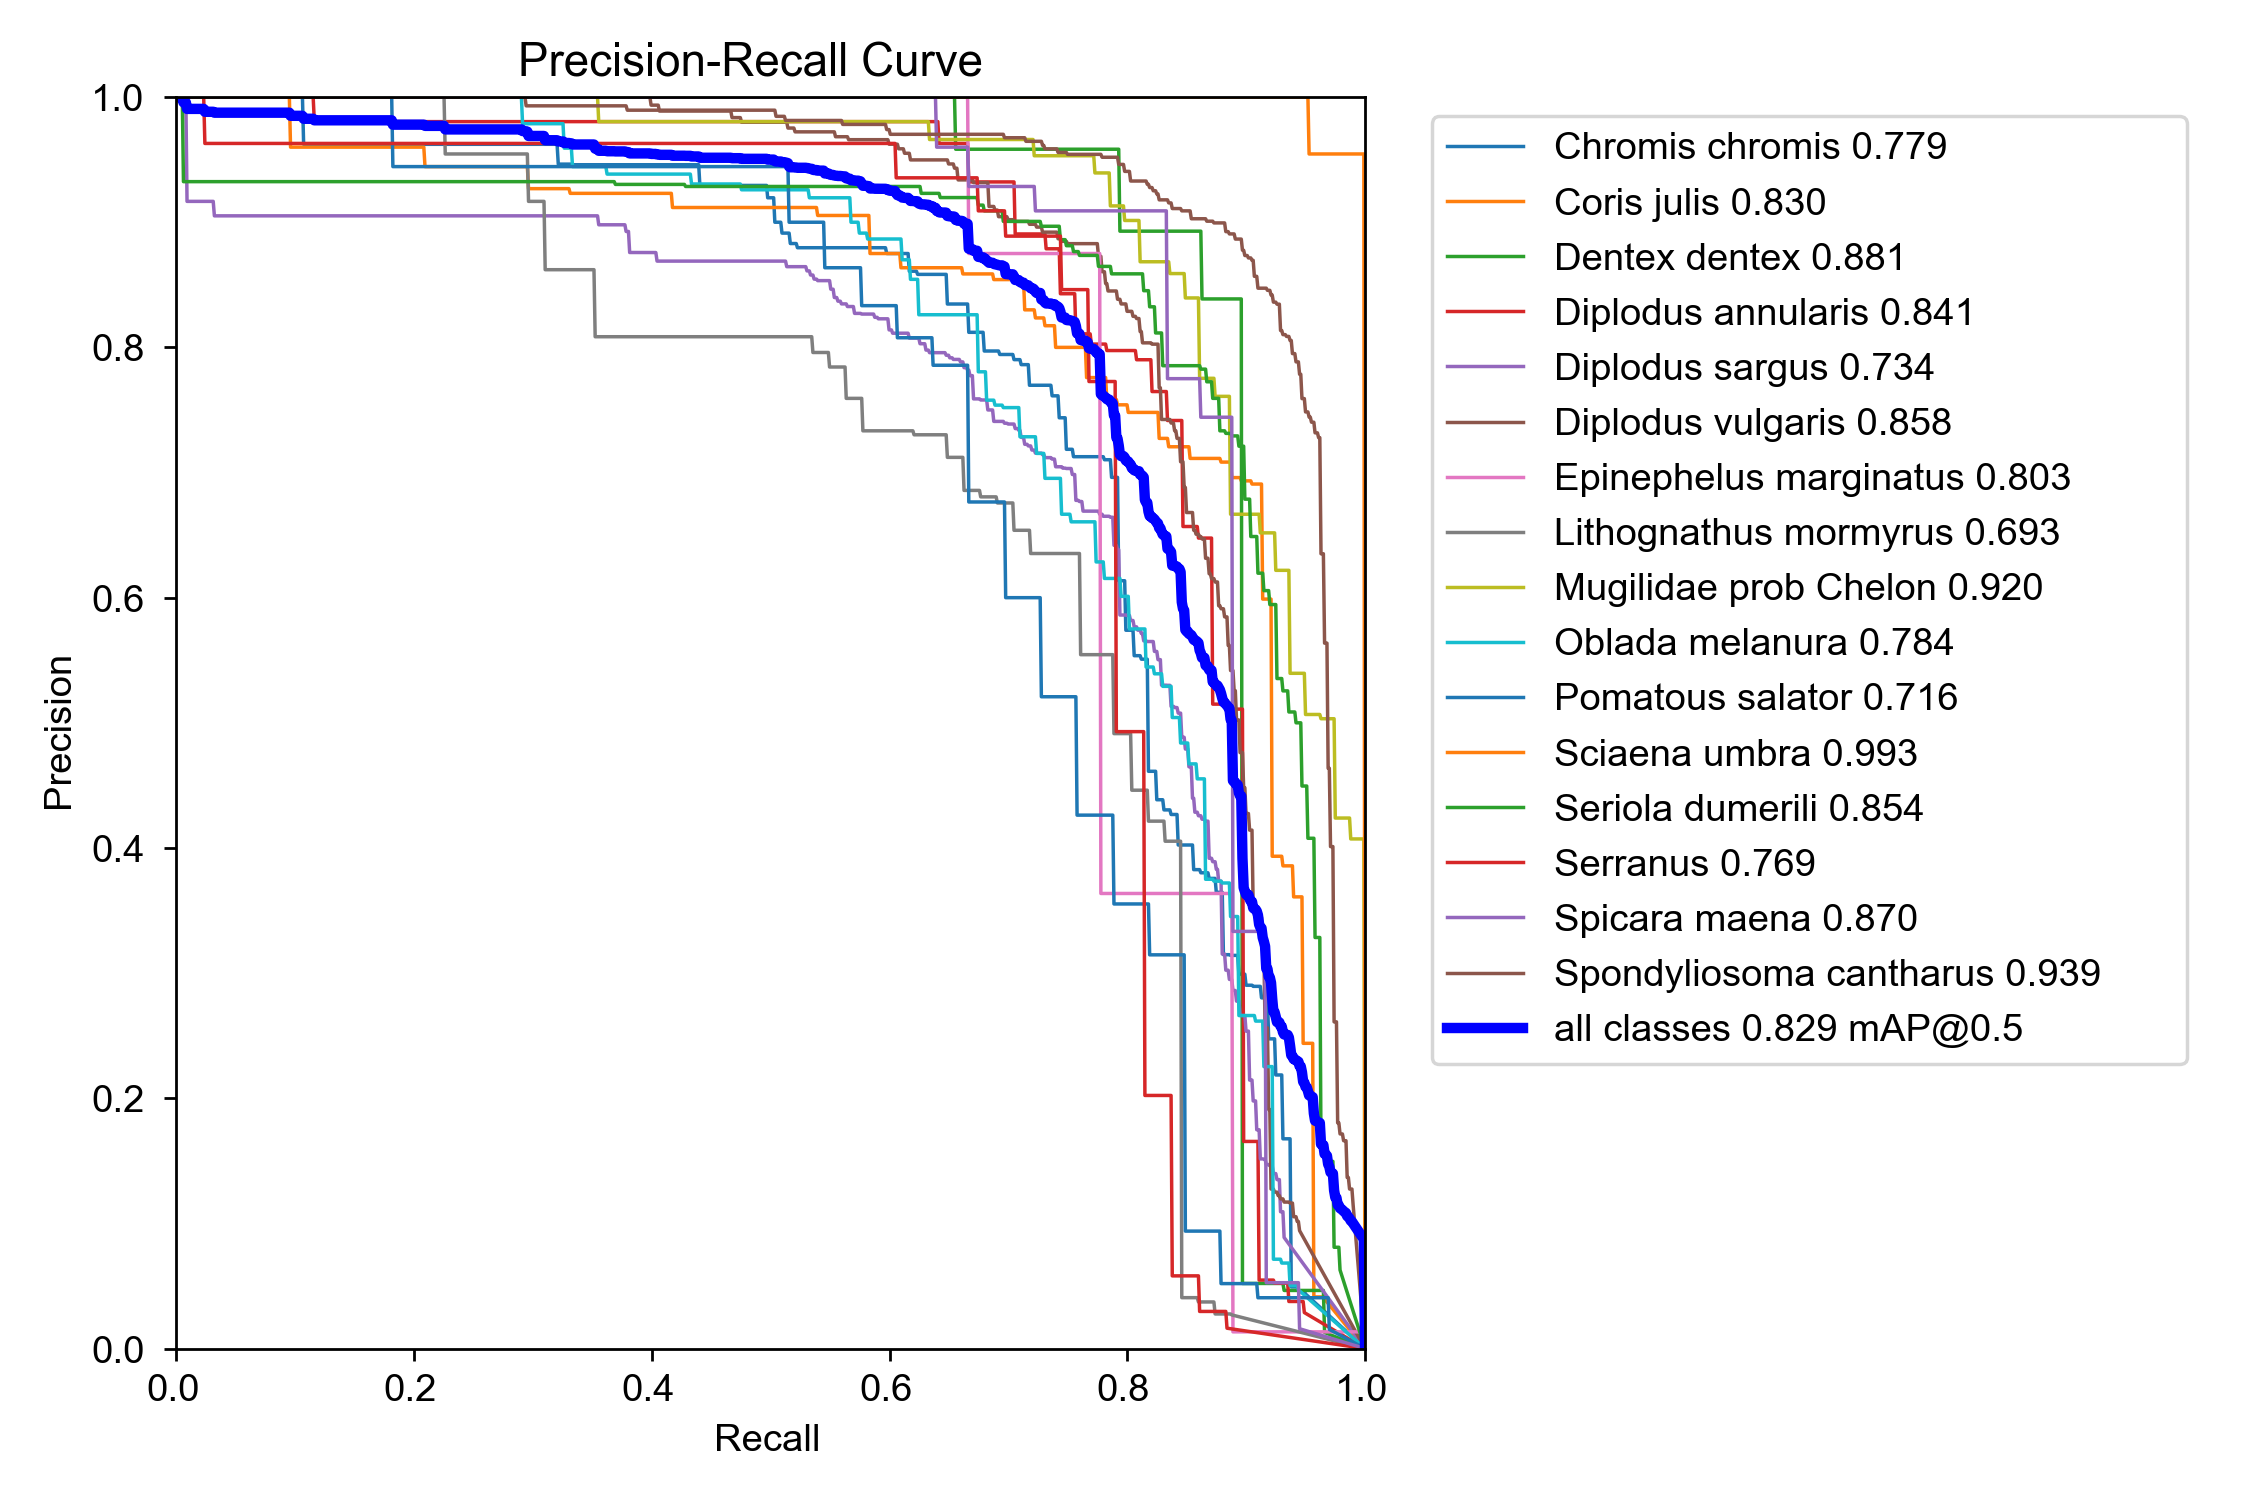 Precision-Recall Curve
1.0
0.8
0.6
0.4
0.2
0.0
Precision
0.0 0.2 0.4 0.6 0.8 1.0
Recall
Chromis chromis 0.779
Coris julis 0.830
Dentex dentex 0.881
Diplodus annularis 0.841
Diplodus sargus 0.734
Diplodus vulgaris 0.858
Epinephelus marginatus 0.803
Lithognathus mormyrus 0.693
Mugilidae prob Chelon 0.920
Oblada melanura 0.784
Pomatous salator 0.716
Sciaena umbra 0.993
Seriola dumerili 0.854
Serranus 0.769
Spicara maena 0.870
Spondyliosoma cantharus 0.939
all classes 0.829 mAP@0.5